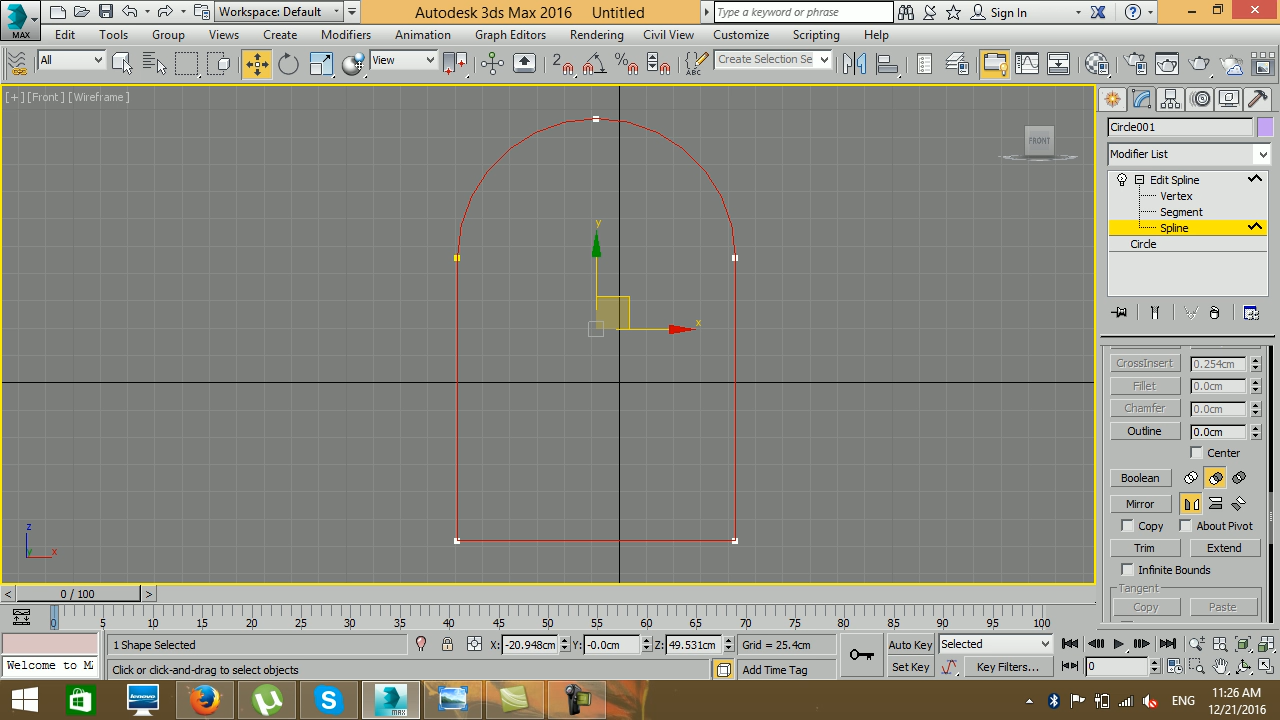 MAX
Workspace: Default
Autodesk 3ds Max 2016 Untitled
Type a keyword or phrase
Sign In
Edit Tools Group Views Create Modifiers Animation Graph Editors Rendering Civil View Customize Scripting Help
All
View
2
%
ABC
Create Selection Se
[+] [Front] [Wireframe]
FRONT
y
x
z
y
x
Circle001
Modifier List
Edit Spline
Vertex
Segment
Spline
Circle
CrossInsert 0.254cm
Fillet 0.0cm
Chamfer 0.0cm
Outline 0.0cm
Center
Boolean
Mirror
Copy About Pivot
Trim Extend
Infinite Bounds
Tangent
Copy Paste
< 0 / 100 >
0 5 10 15 20 25 30 35 40 45 50 55 60 65 70 75 80 85 90 95 100
1 Shape Selected
X: -20.948cm Y: -0.0cm Z: 49.531cm
Grid = 25.4cm
Auto Key Selected
Welcome to M
Click or click-and-drag to select objects
Add Time Tag
Set Key Key Filters...
0
lenovo
MAX
ENG
11:26 AM
12/21/2016